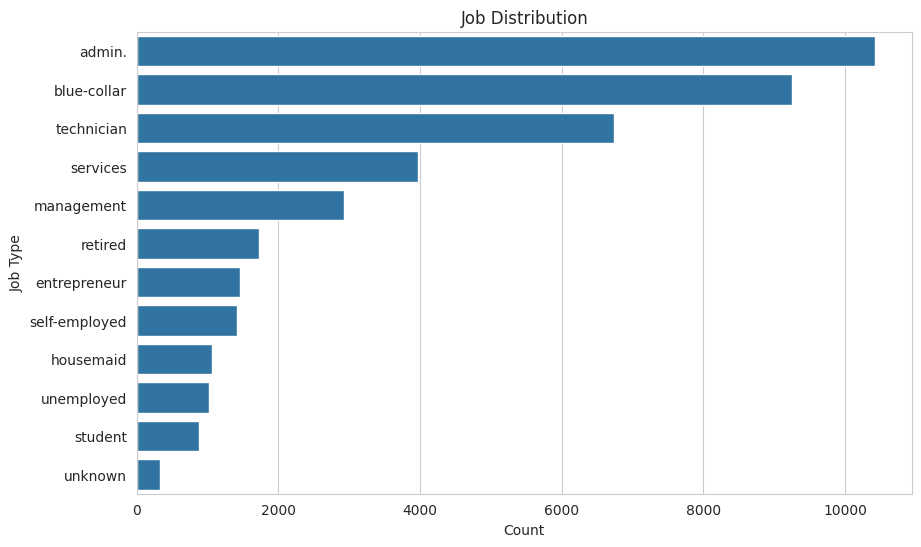 Job Distribution
admin.
blue-collar
technician
services
management
retired
entrepreneur
self-employed
housemaid
unemployed
student
unknown
Job Type
0 2000 4000 6000 8000 10000
Count